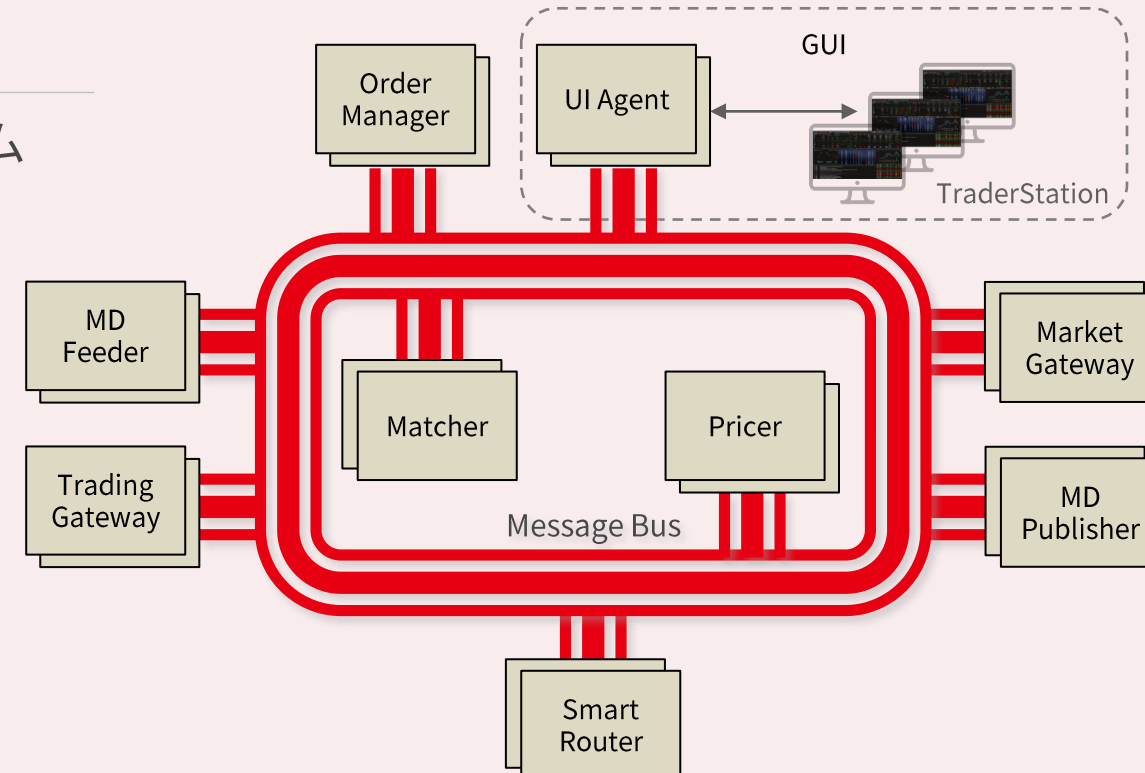 GUI
Order
Manager
UI Agent
TraderStation
MD
Feeder
Market
Gateway
Matcher
Pricer
Trading
Gateway
MD
Publisher
Message Bus
Smart
Router